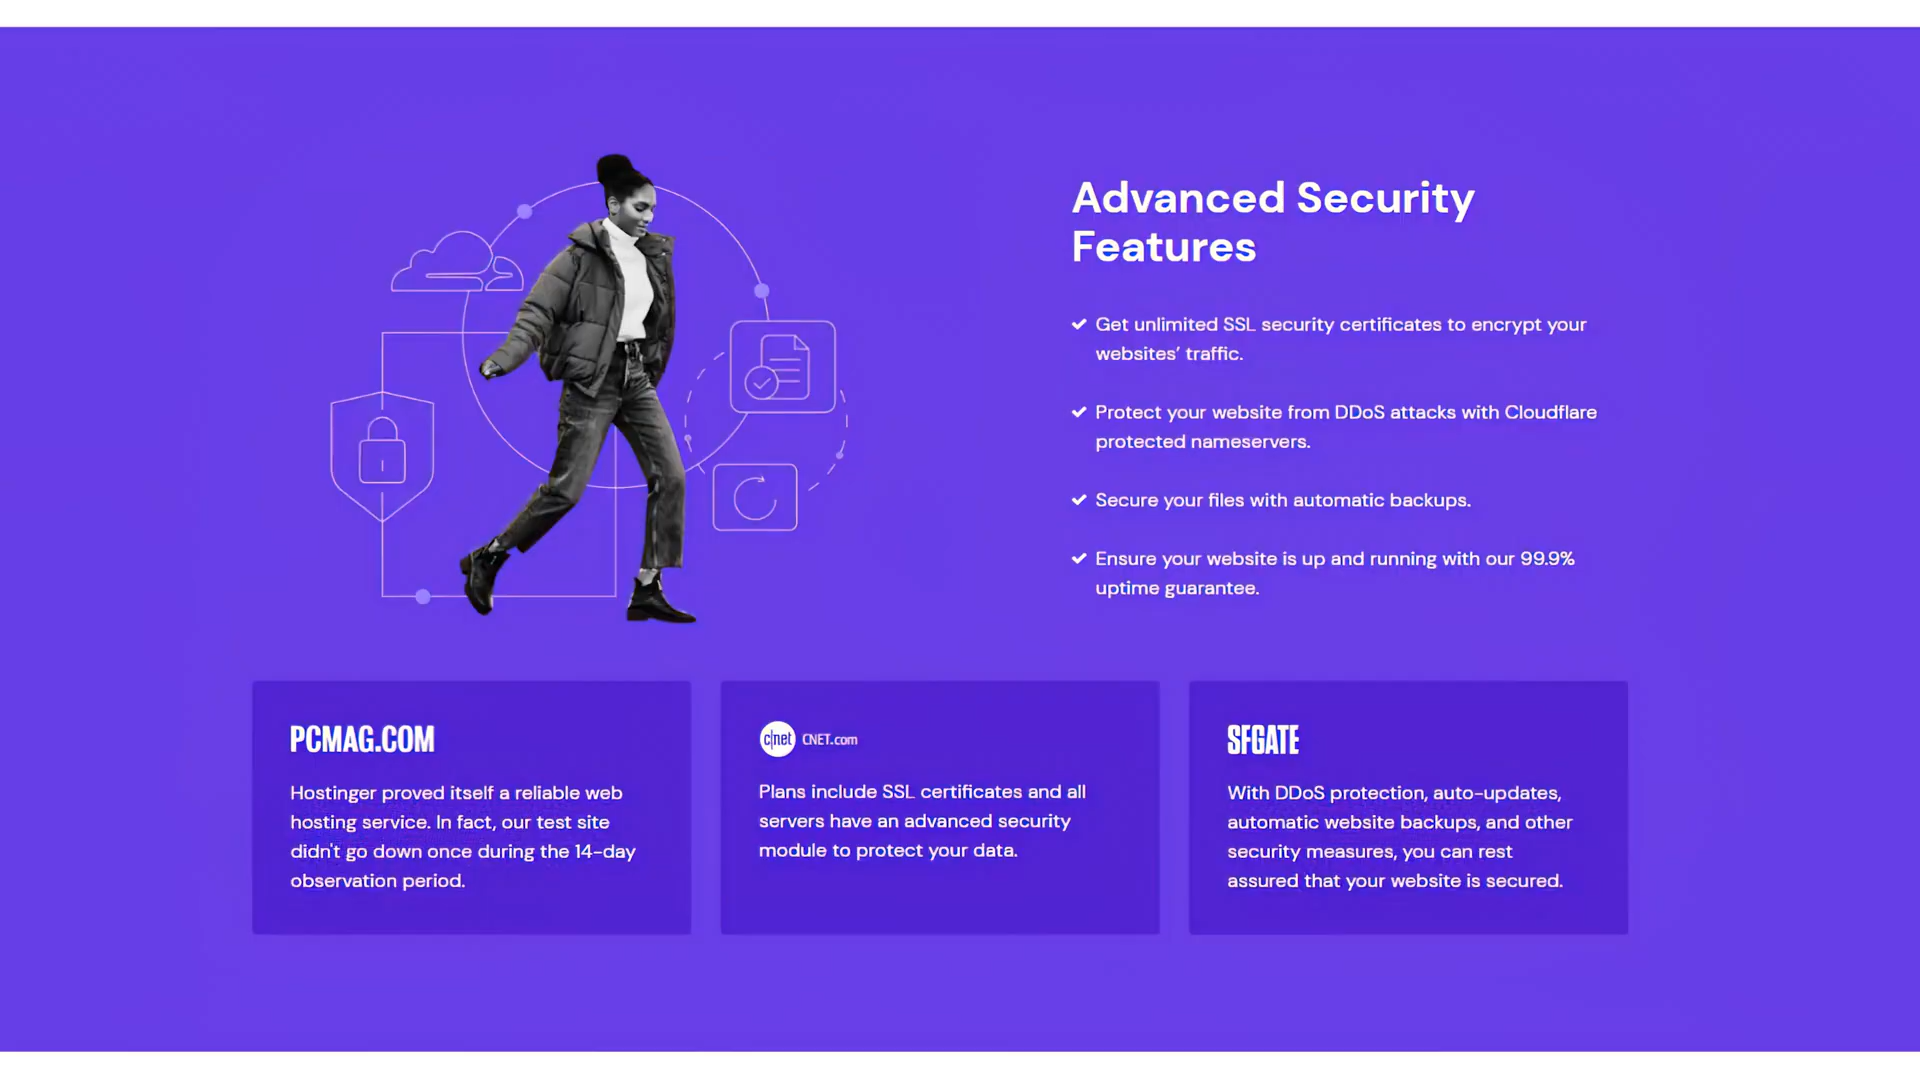 Advanced Security
Features
Get unlimited SSL security certificates to encrypt your
websites’ traffic.
Protect your website from DDoS attacks with Cloudflare
protected nameservers.
Secure your files with automatic backups.
Ensure your website is up and running with our 99.9%
uptime guarantee.
PCMAG.COM
Hostinger proved itself a reliable web
hosting service. In fact, our test site
didn't go down once during the 14-day
observation period.
c|net CNET.com
Plans include SSL certificates and all
servers have an advanced security
module to protect your data.
SFGATE
With DDoS protection, auto-updates,
automatic website backups, and other
security measures, you can rest
assured that your website is secured.